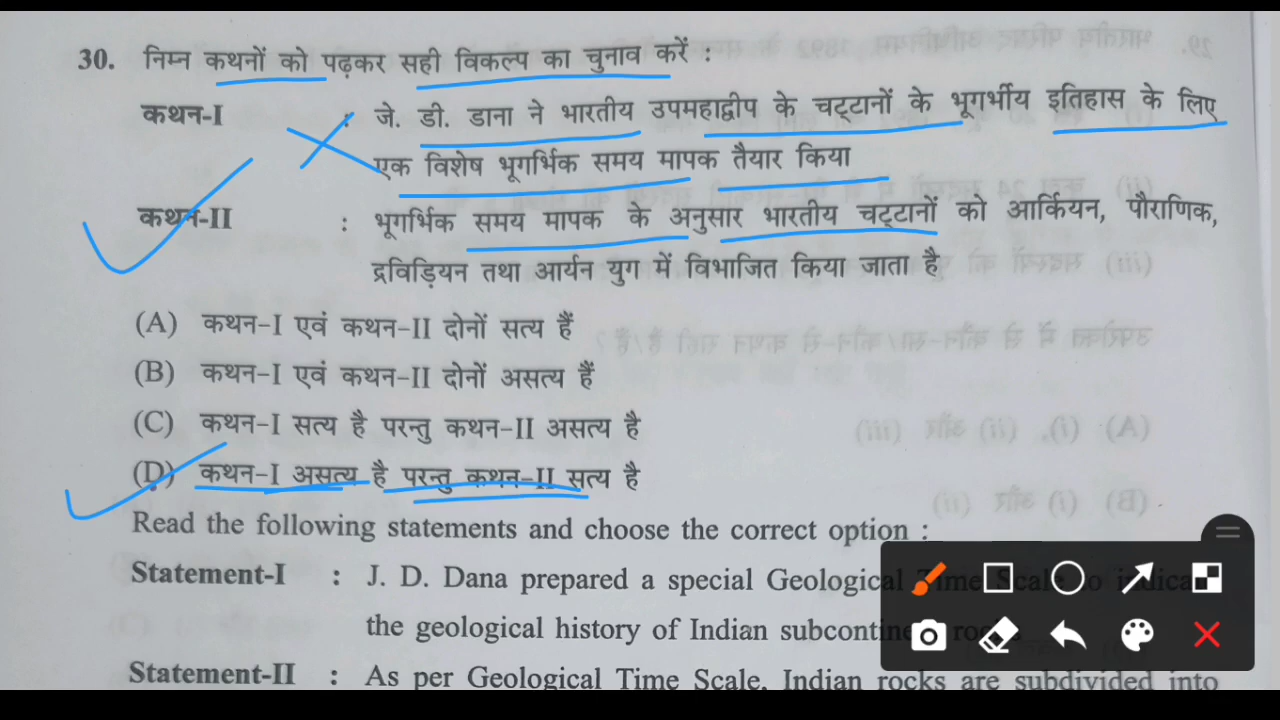 30. निम्न कथनों को पढ़कर सही विकल्प का चुनाव करें :
कथन-I : जे. डी. डाना ने भारतीय उपमहाद्वीप के चट्टानों के भूगर्भीय इतिहास के लिए
एक विशेष भूगर्भिक समय मापक तैयार किया
कथन-II : भूगर्भिक समय मापक के अनुसार भारतीय चट्टानों को आर्कियन, पौराणिक,
द्रविड़ियन तथा आर्यन युग में विभाजित किया जाता है
(A) कथन-I एवं कथन-II दोनों सत्य हैं
(B) कथन-I एवं कथन-II दोनों असत्य हैं
(C) कथन-I सत्य है परन्तु कथन-II असत्य है
(D) कथन-I असत्य है परन्तु कथन-II सत्य है
Read the following statements and choose the correct option :
Statement-I : J. D. Dana prepared a special Geological Time Scale to
the geological history of Indian
Statement-II : As per Geological Time Scale, Indian rocks are subdivided into